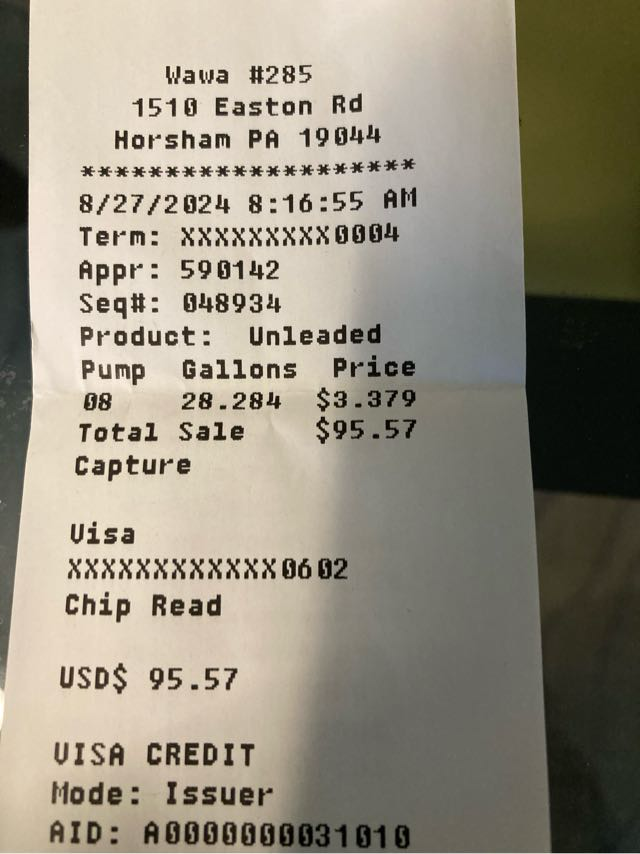 Wawa #285
1510 Easton Rd
Horsham PA 19044
********************
8/27/2024 8:16:55 AM
Term: XXXXXXXXX0004
Appr: 590142
Seq#: 048934
Product: Unleaded
Pump Gallons Price
08 28.284 $3.379
Total Sale $95.57
Capture
Visa
XXXXXXXXXXXX0602
Chip Read
USD$ 95.57
VISA CREDIT
Mode: Issuer
AID: A0000000031010